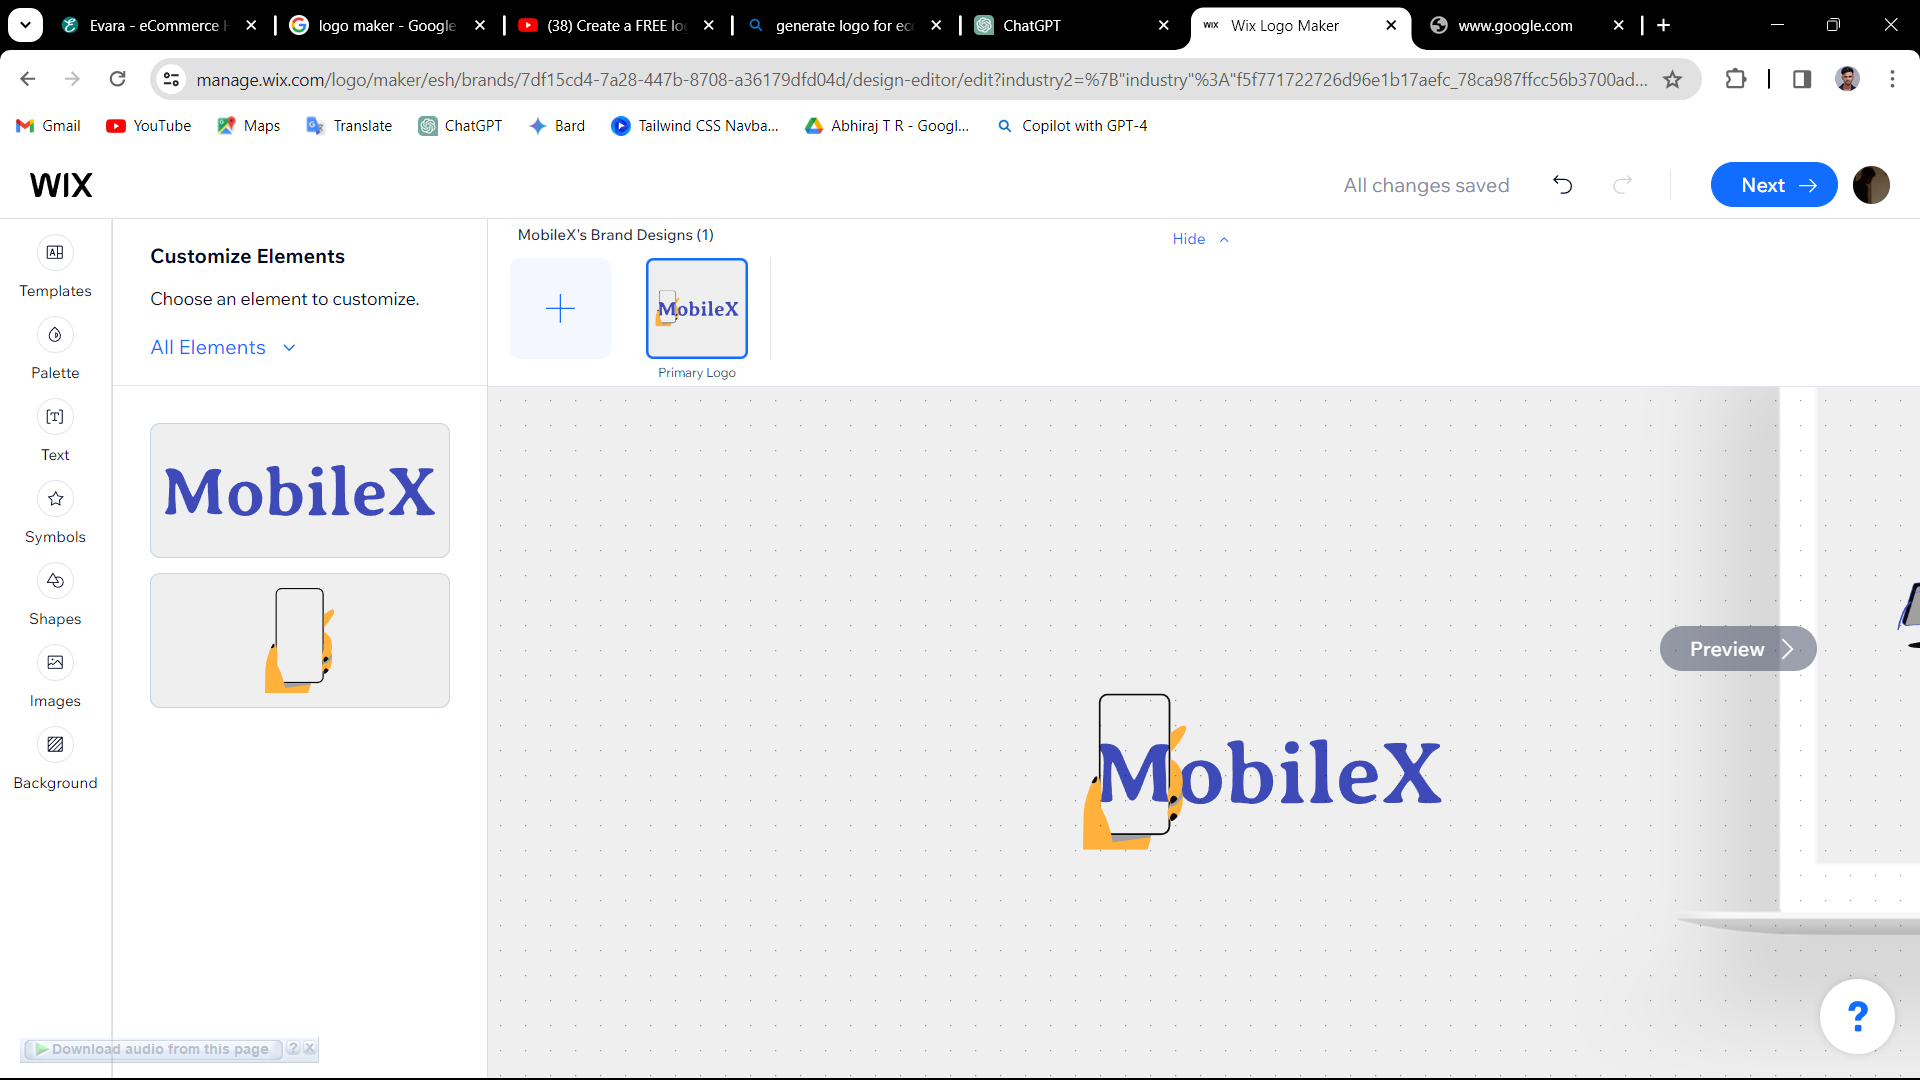 Evara - eCommerce
logo maker - Google
(38) Create a FREE lo
generate logo for ec
ChatGPT
WIX Wix Logo Maker
www.google.com
manage.wix.com/logo/maker/esh/brands/7df15cd4-7a28-447b-8708-a36179dfd04d/design-editor/edit?industry2=%7B"industry"%3A"f5f771722726d96e1b17aefc_78ca987ffcc56b3700ad...
Gmail
YouTube
Maps
Translate
ChatGPT
Bard
Tailwind CSS Navba...
Abhiraj T R - Googl...
Copilot with GPT-4
WIX
All changes saved
Next
Templates
Palette
Text
Symbols
Shapes
Images
Background
Customize Elements
Choose an element to customize.
All Elements
MobileX
MobileX's Brand Designs (1)
Hide
MobileX
Primary Logo
MobileX
Preview
?
Download audio from this page ? X